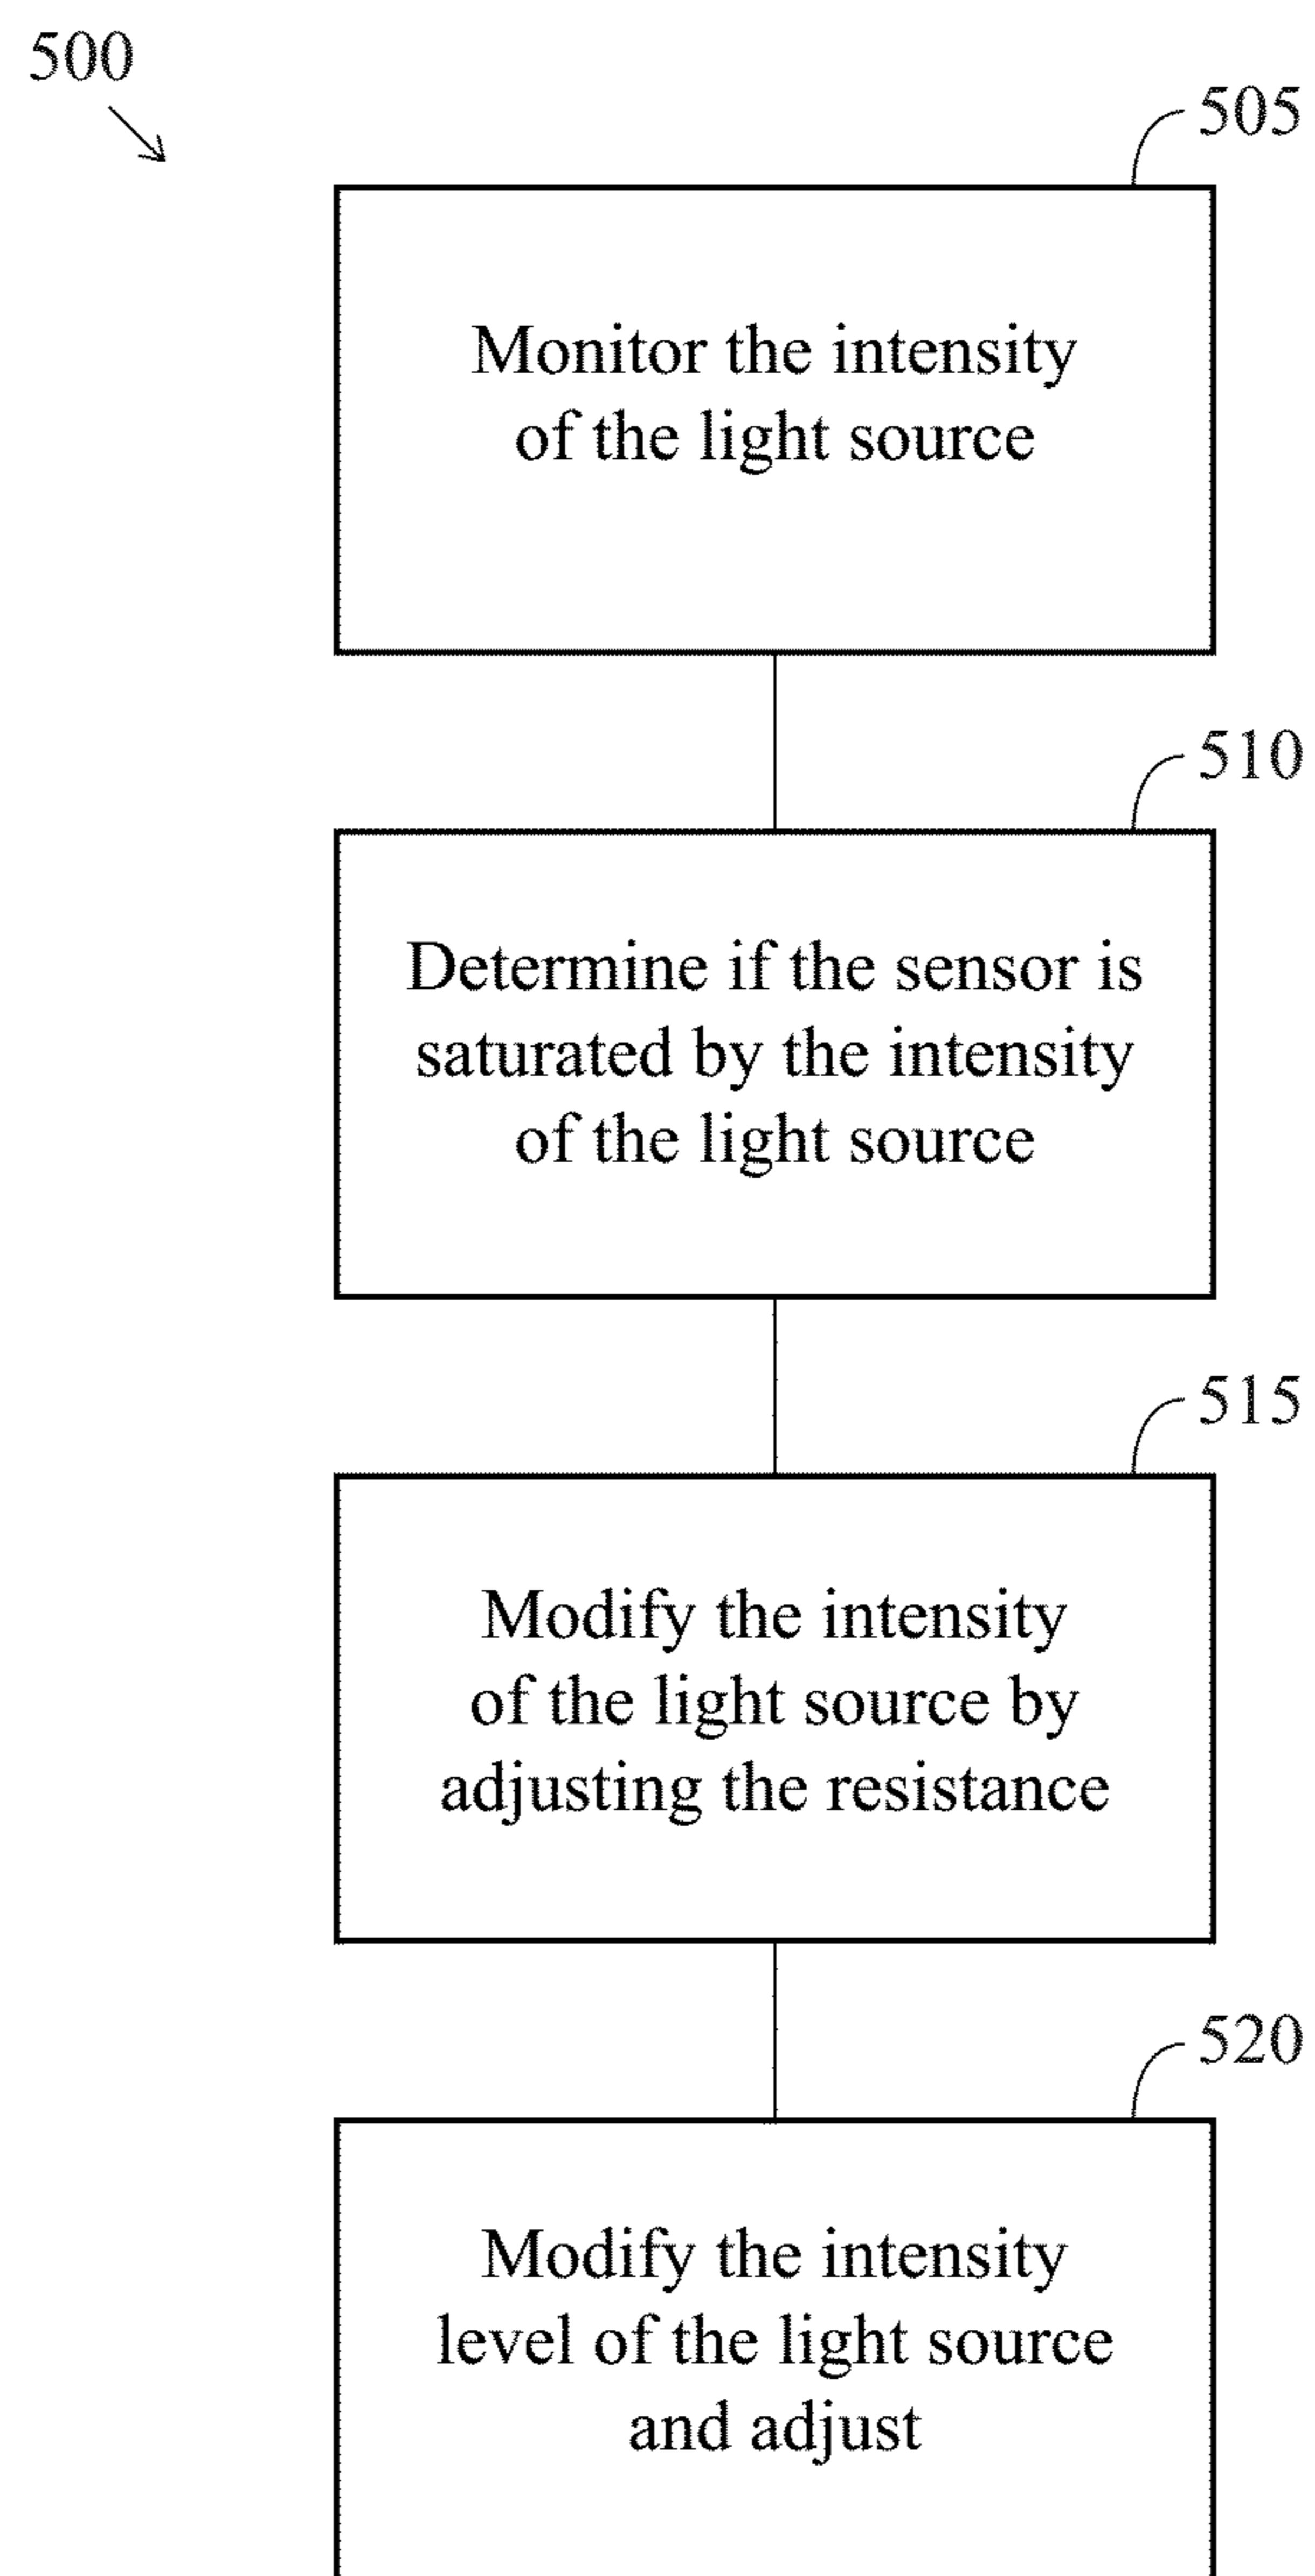 500
505
Monitor the intensity
of the light source
510
Determine if the sensor is
saturated by the intensity
of the light source
515
Modify the intensity
of the light source by
adjusting the resistance
520
Modify the intensity
level of the light source
and adjust